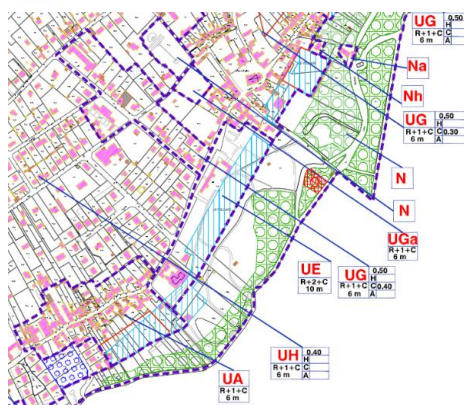 UG
0.50
H
R+1+C
C
6 m
A
Na
Nh
UG
0.50
H
R+1+C
C
0.30
6 m
A
N
N
UGa
R+1+C
6 m
UE
R+2+C
10 m
UG
0.50
H
R+1+C
C
0.40
6 m
A
UH
0.40
H
R+1+C
C
6 m
A
UA
R+1+C
6 m